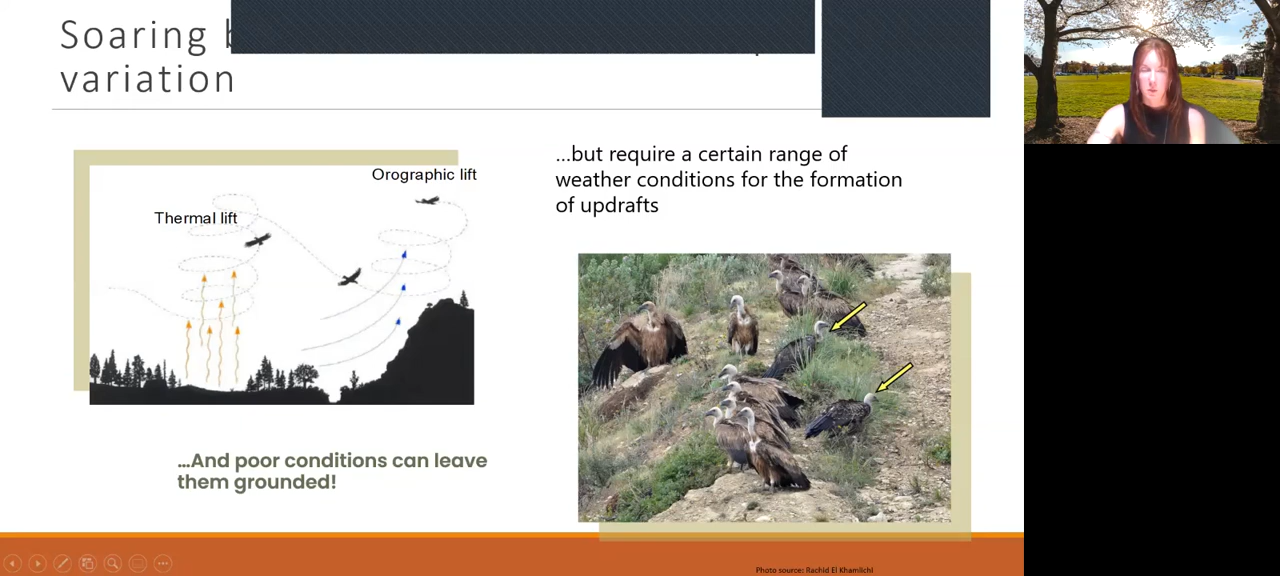 Soaring
variation
Orographic lift
Thermal lift
…but require a certain range of
weather conditions for the formation
of updrafts
…And poor conditions can leave
them grounded!
Photo source: Rachid El Khamlichi